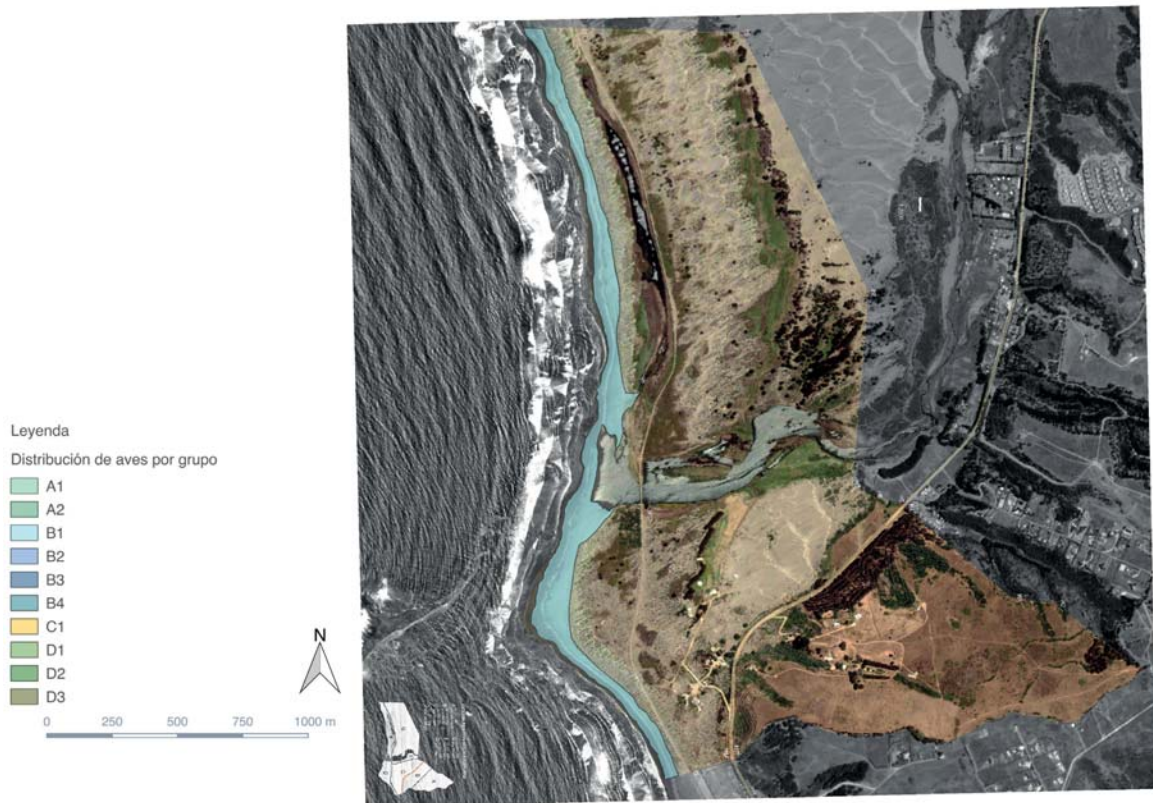 Leyenda
Distribución de aves por grupo
A1
A2
B1
B2
B3
B4
C1
D1
D2
D3
N
0 250 500 750 1000 m